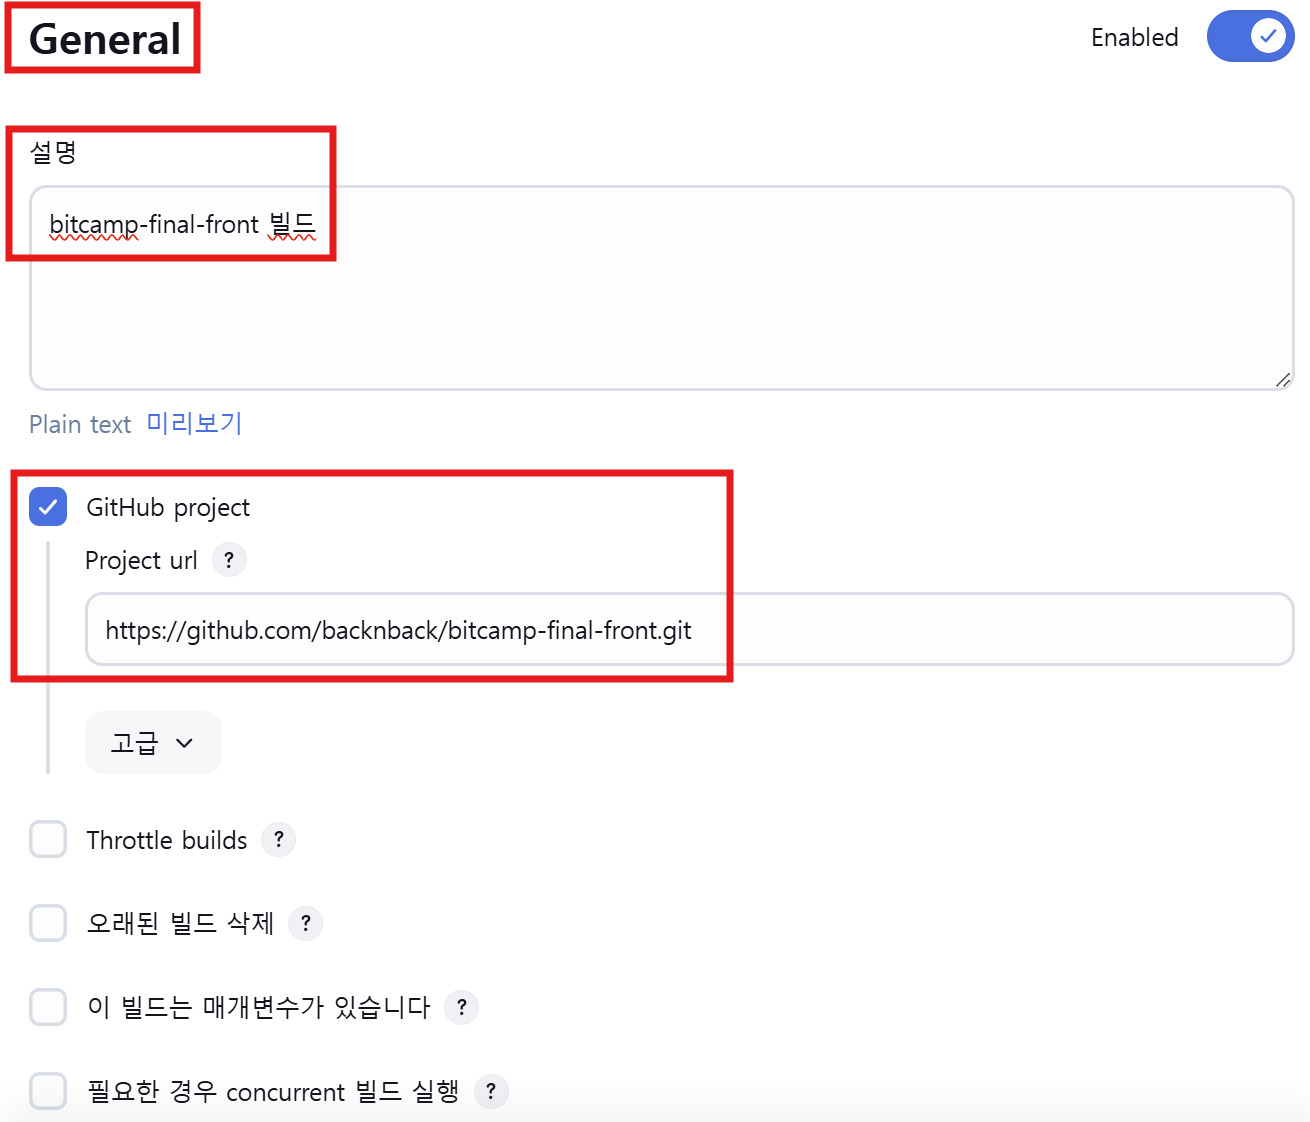 General
Enabled
설명
bitcamp-final-front 빌드
Plain text 미리보기
GitHub project
Project url ?
https://github.com/backnback/bitcamp-final-front.git
고급
Throttle builds ?
오래된 빌드 삭제 ?
이 빌드는 매개변수가 있습니다 ?
필요한 경우 concurrent 빌드 실행 ?